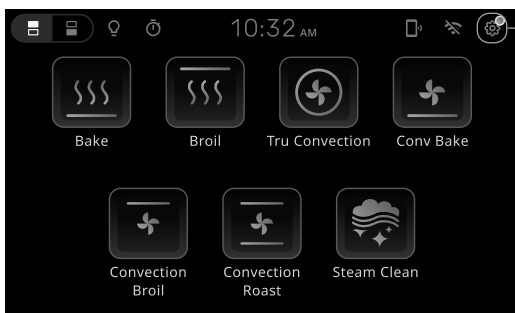 10:32 AM
Bake
Broil
Tru Convection
Conv Bake
Convection
Broil
Convection
Roast
Steam Clean